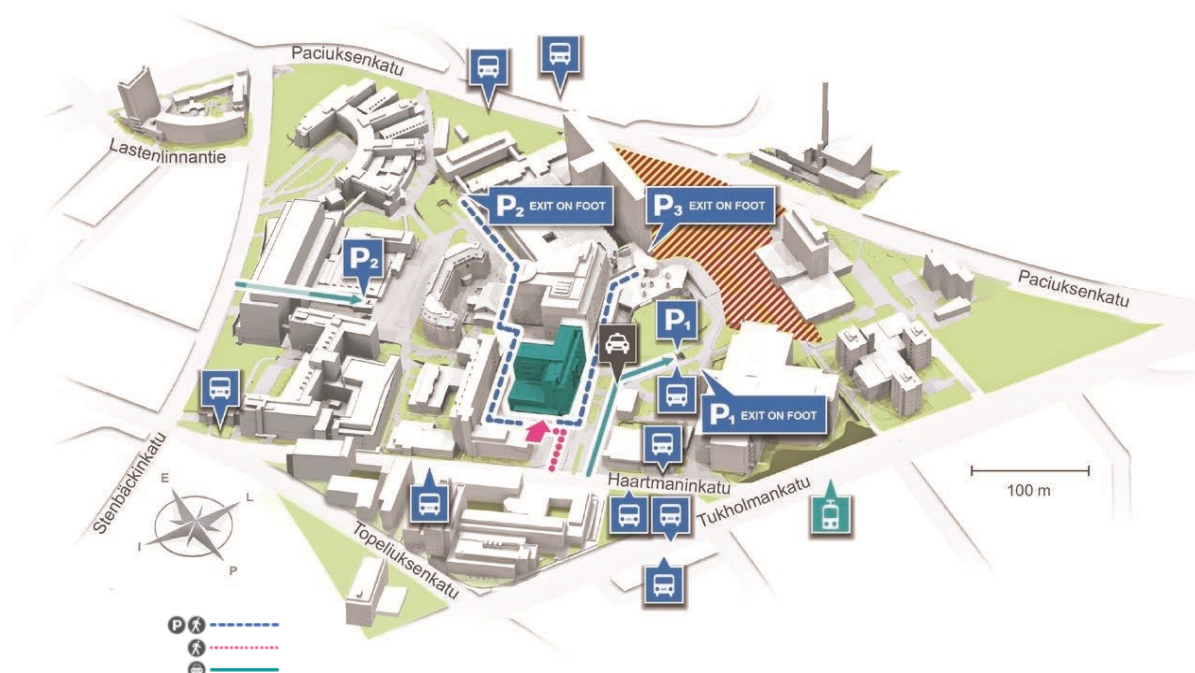 Paciuksenkatu
Lastenlinnantie
P2 EXIT ON FOOT
P3 EXIT ON FOOT
P2
Paciuksenkatu
P1
P1 EXIT ON FOOT
Haartmaninkatu
100 m
Tukholmankatu
Stenbäckinkatu
Topeliuksenkatu
E
L
I
P
P